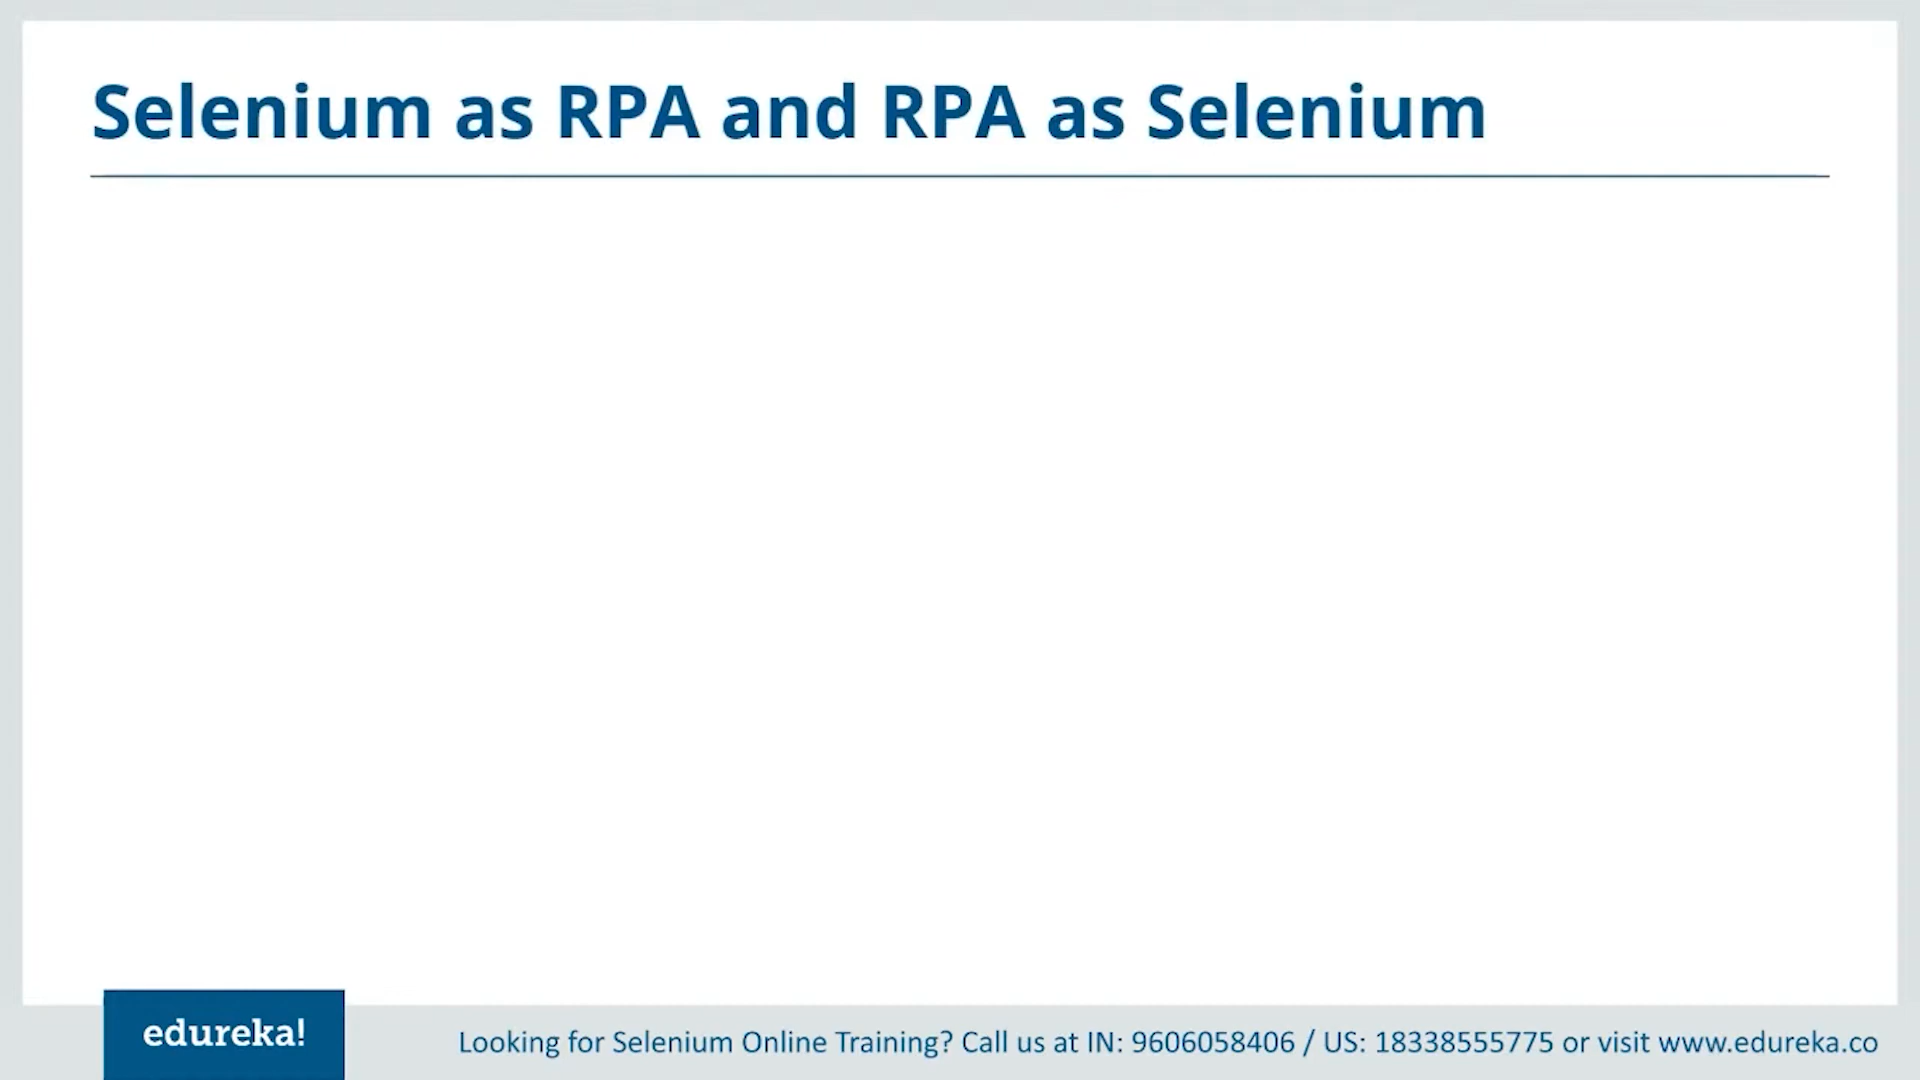 Selenium as RPA and RPA as Selenium
edureka!
Looking for Selenium Online Training? Call us at IN: 9606058406 / US: 18338555775 or visit www.edureka.co